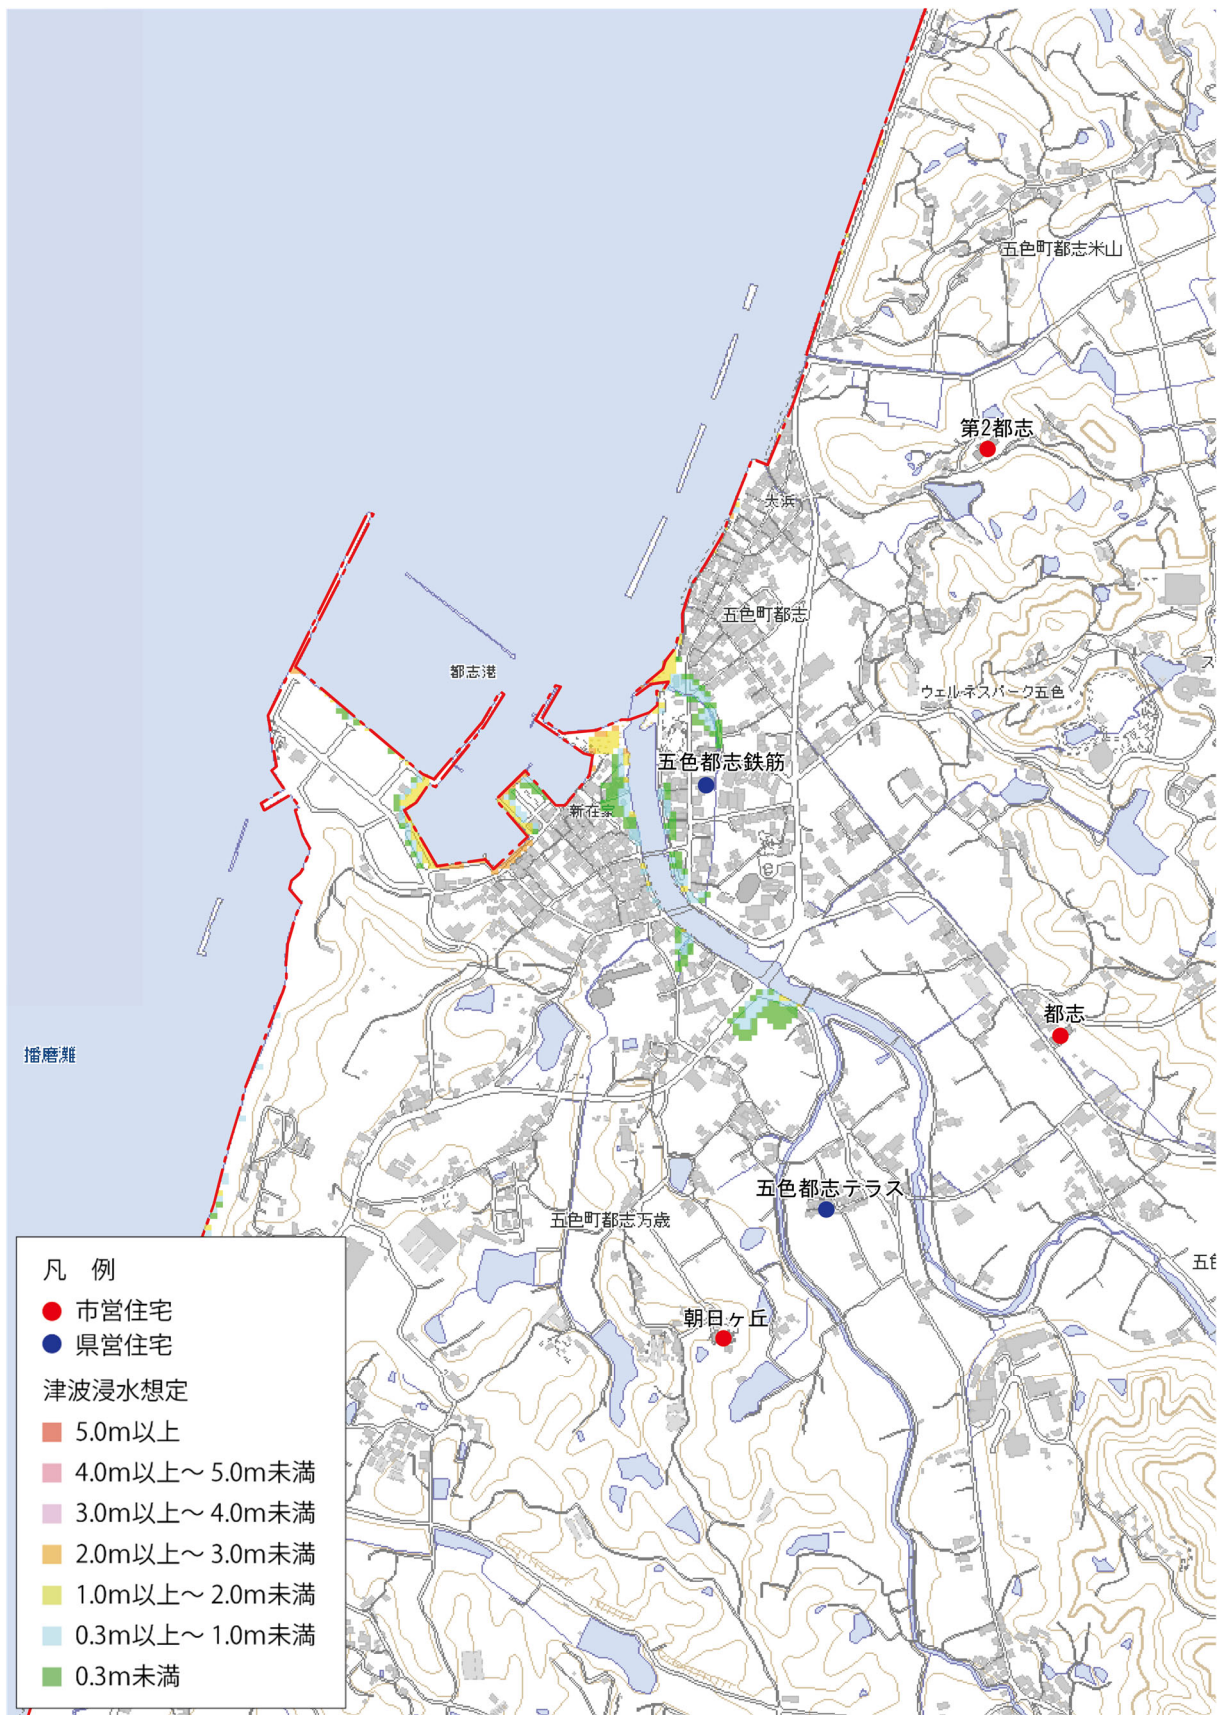 五色町都志米山
第2都志
大浜
五色町都志
都志港
ウェルネスパーク五色
五色都志鉄筋
新在家
都志
播磨灘
五色都志テラス
五色町都志万歳
朝日ヶ丘
凡 例
市営住宅
県営住宅
津波浸水想定
5.0m以上
4.0m以上～5.0m未満
3.0m以上～4.0m未満
2.0m以上～3.0m未満
1.0m以上～2.0m未満
0.3m以上～1.0m未満
0.3m未満